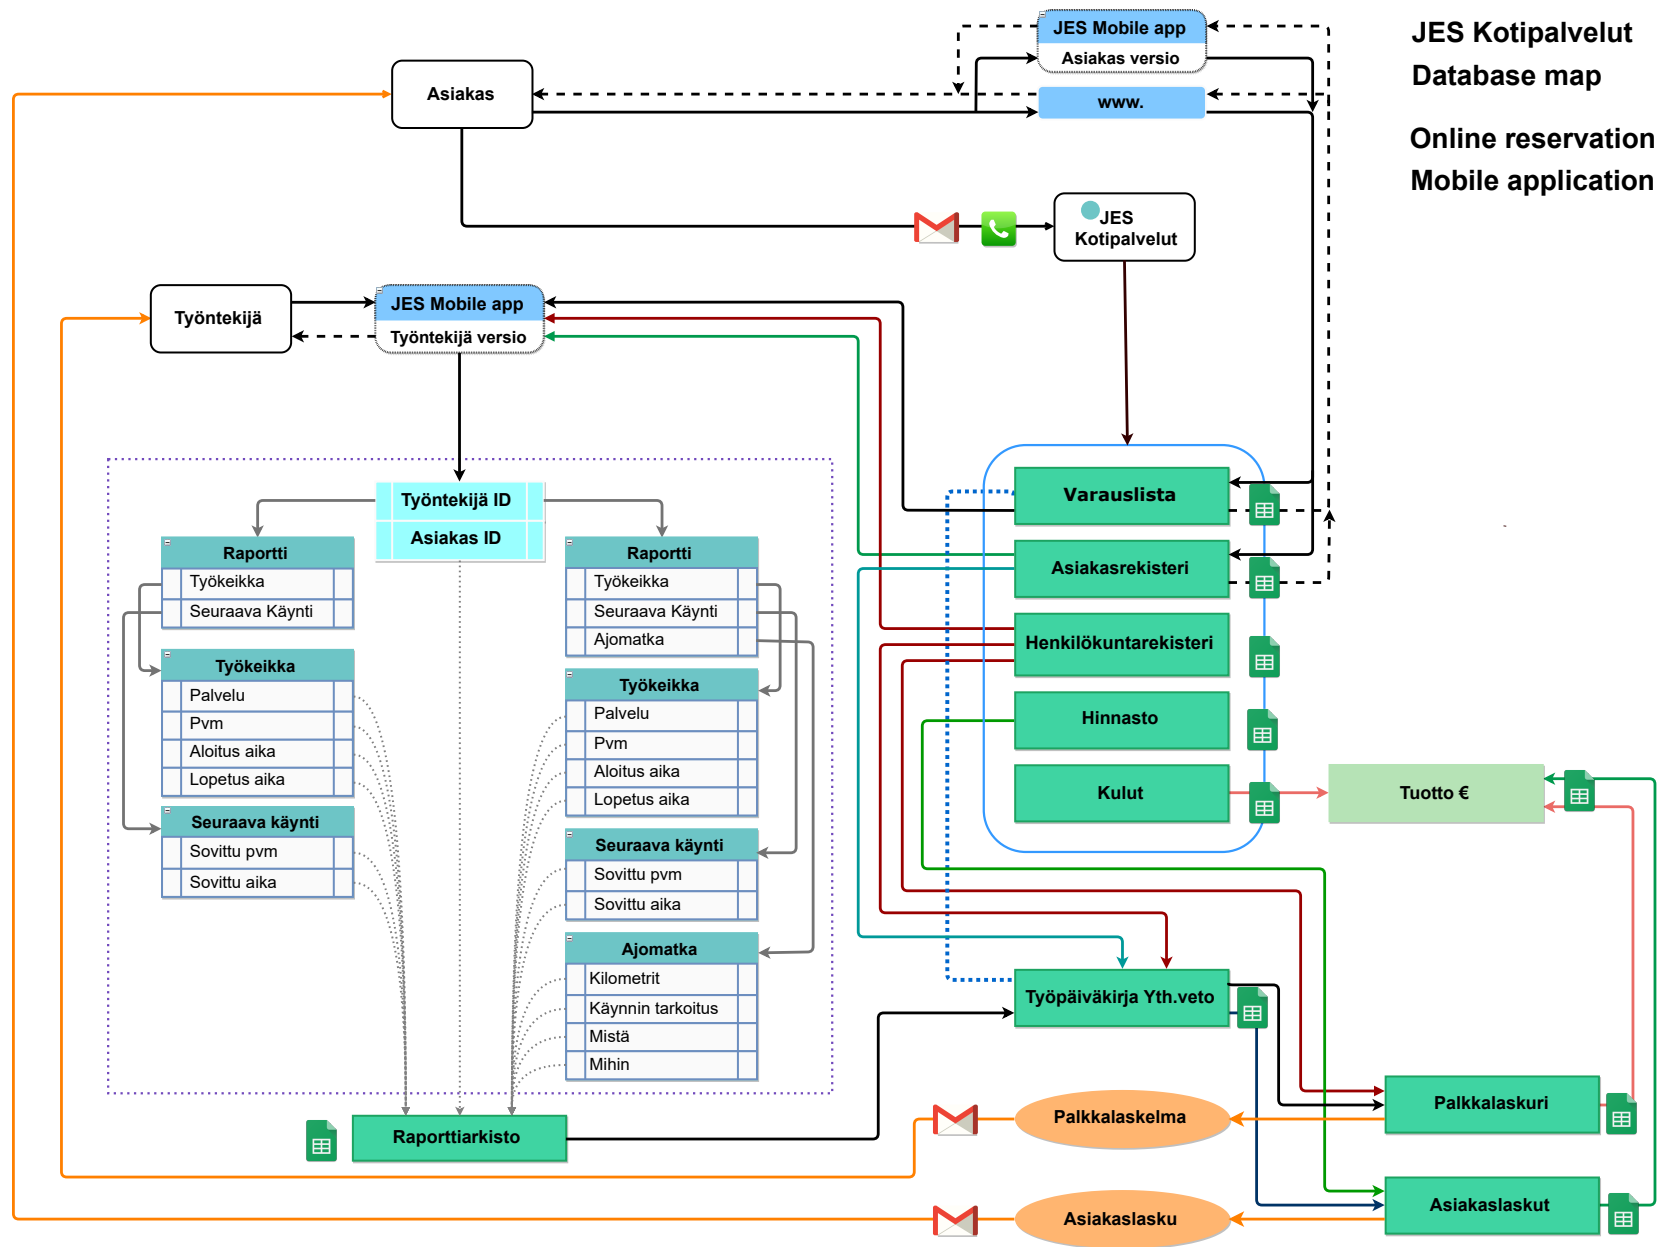 JES Kotipalvelut
Database map
Online reservation
Mobile application
JES Mobile app
Asiakas versio
www.
Asiakas
JES
Kotipalvelut
Työntekijä
JES Mobile app
Työntekijä versio
Työntekijä ID
Asiakas ID
Raportti
Työkeikka
Seuraava Käynti
Työkeikka
Palvelu
Pvm
Aloitus aika
Lopetus aika
Seuraava käynti
Sovittu pvm
Sovittu aika
Raportti
Työkeikka
Seuraava Käynti
Ajomatka
Työkeikka
Palvelu
Pvm
Aloitus aika
Lopetus aika
Seuraava käynti
Sovittu pvm
Sovittu aika
Ajomatka
Kilometrit
Käynnin tarkoitus
Mistä
Mihin
Raporttiarkisto
Varauslista
Asiakasrekisteri
Henkilökuntarekisteri
Hinnasto
Kulut
Tuotto €
Työpäiväkirja Yth.veto
Palkkalaskelma
Palkkalaskuri
Asiakaslasku
Asiakaslaskut